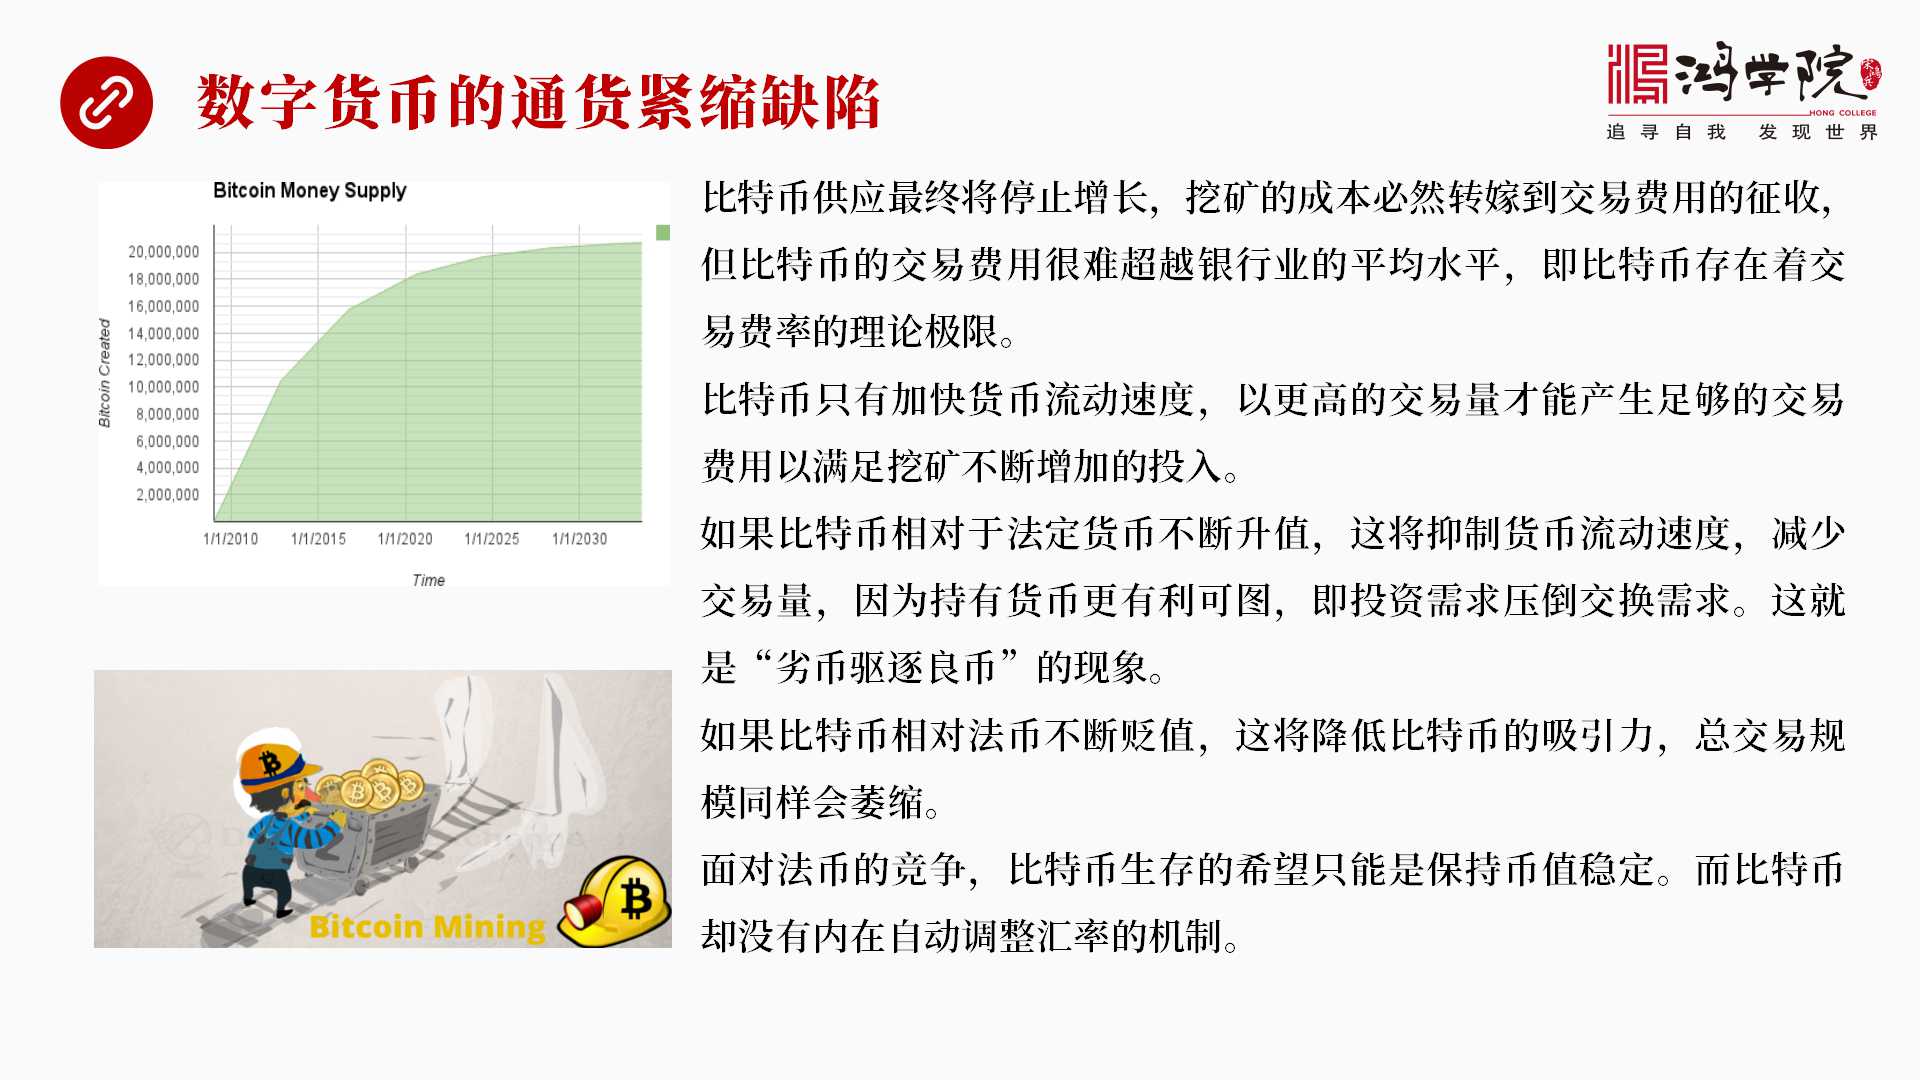 数字货币的通货紧缩缺陷
鸿学院
HONG COLLEGE
追寻自我 发现世界
Bitcoin Money Supply
Bitcoin Created
20,000,000
18,000,000
16,000,000
14,000,000
12,000,000
10,000,000
8,000,000
6,000,000
4,000,000
2,000,000
1/1/2010 1/1/2015 1/1/2020 1/1/2025 1/1/2030
Time
Bitcoin Mining
比特币供应最终将停止增长，挖矿的成本必然转嫁到交易费用的征收，
但比特币的交易费用很难超越银行业的平均水平，即比特币存在着交
易费率的理论极限。
比特币只有加快货币流动速度，以更高的交易量才能产生足够的交易
费用以满足挖矿不断增加的投入。
如果比特币相对于法定货币不断升值，这将抑制货币流动速度，减少
交易量，因为持有货币更有利可图，即投资需求压倒交换需求。这就
是“劣币驱逐良币”的现象。
如果比特币相对法币不断贬值，这将降低比特币的吸引力，总交易规
模同样会萎缩。
面对法币的竞争，比特币生存的希望只能是保持币值稳定。而比特币
却没有内在自动调整汇率的机制。